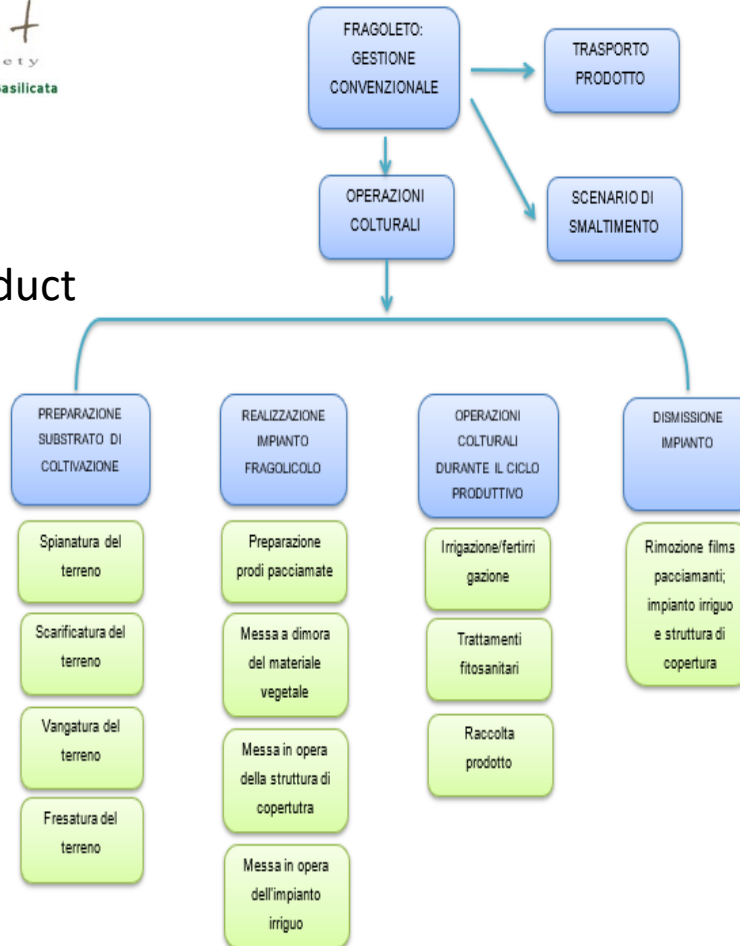 ety
Basilicata
duct
FRAGOLETO:
GESTIONE
CONVENZIONALE
TRASPORTO
PRODOTTO
OPERAZIONI
COLTURALI
SCENARIO DI
SMALTIMENTO
PREPARAZIONE
SUBSTRATO DI
COLTIVAZIONE
Spianatura del
terreno
Scarificatura del
terreno
Vangatura del
terreno
Fresatura del
terreno
REALIZZAZIONE
IMPIANTO
FRAGOLICOLO
Preparazione
prodi pacciamate
Messa a dimora
del materiale
vegetale
Messa in opera
della struttura di
copertutra
Messa in opera
dell'impianto
irriguo
OPERAZIONI
COLTURALI
DURANTE IL CICLO
PRODUTTIVO
Irrigazione/fertirri
gazione
Trattamenti
fitosanitari
Raccolta
prodotto
DISMISSIONE
IMPIANTO
Rimozione films
pacciamanti;
impianto irriguo
e struttura di
copertura